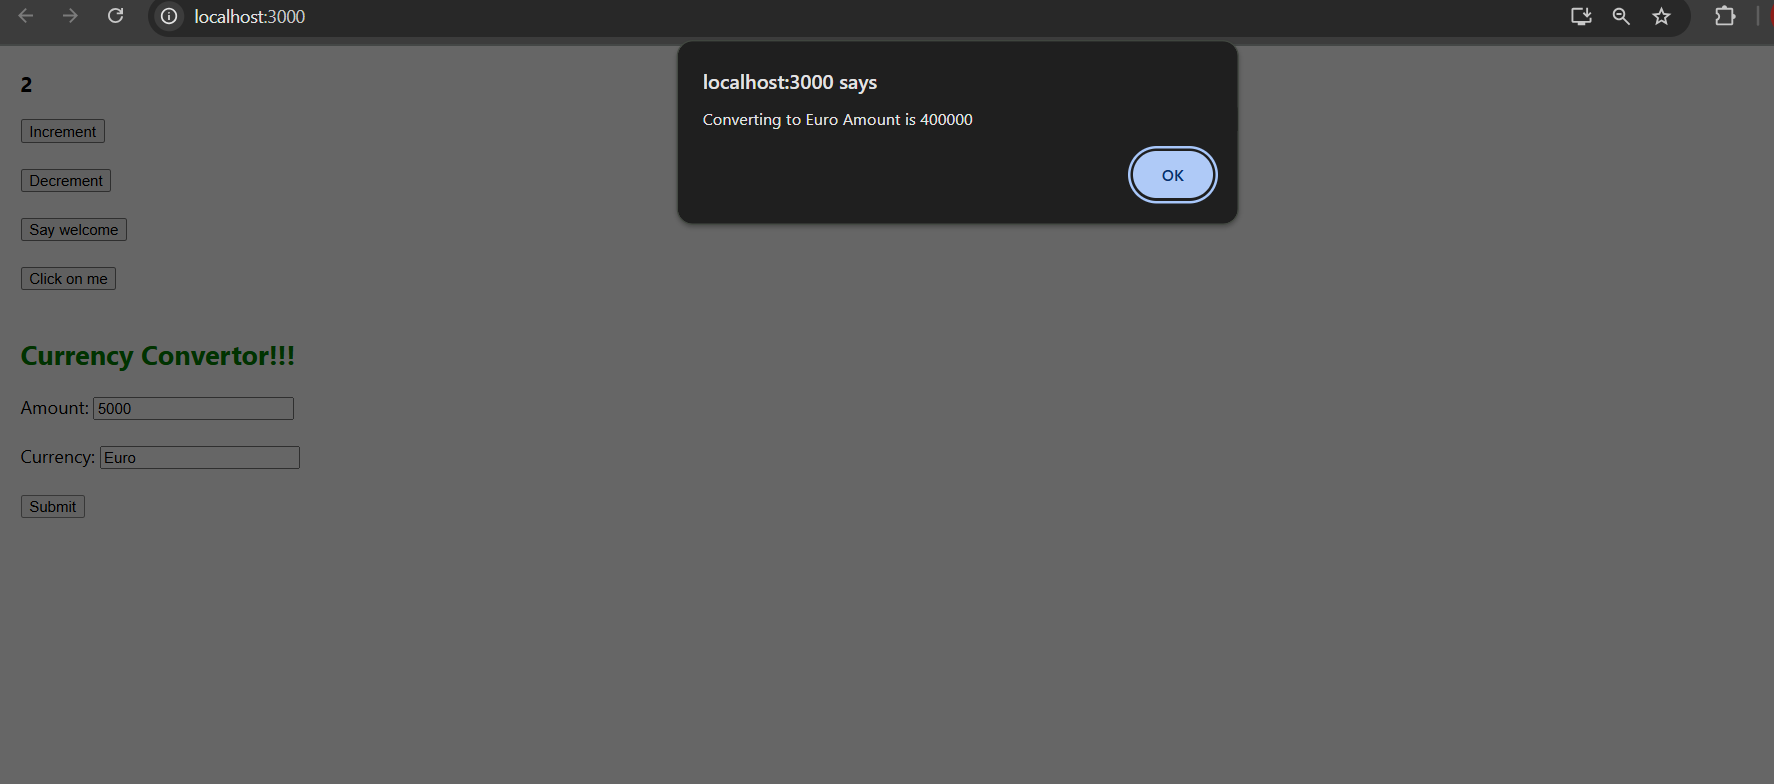 localhost:3000
localhost:3000 says
Converting to Euro Amount is 400000
OK
2
Increment
Decrement
Say welcome
Click on me
Currency Convertor!!!
Amount: 5000
Currency: Euro
Submit